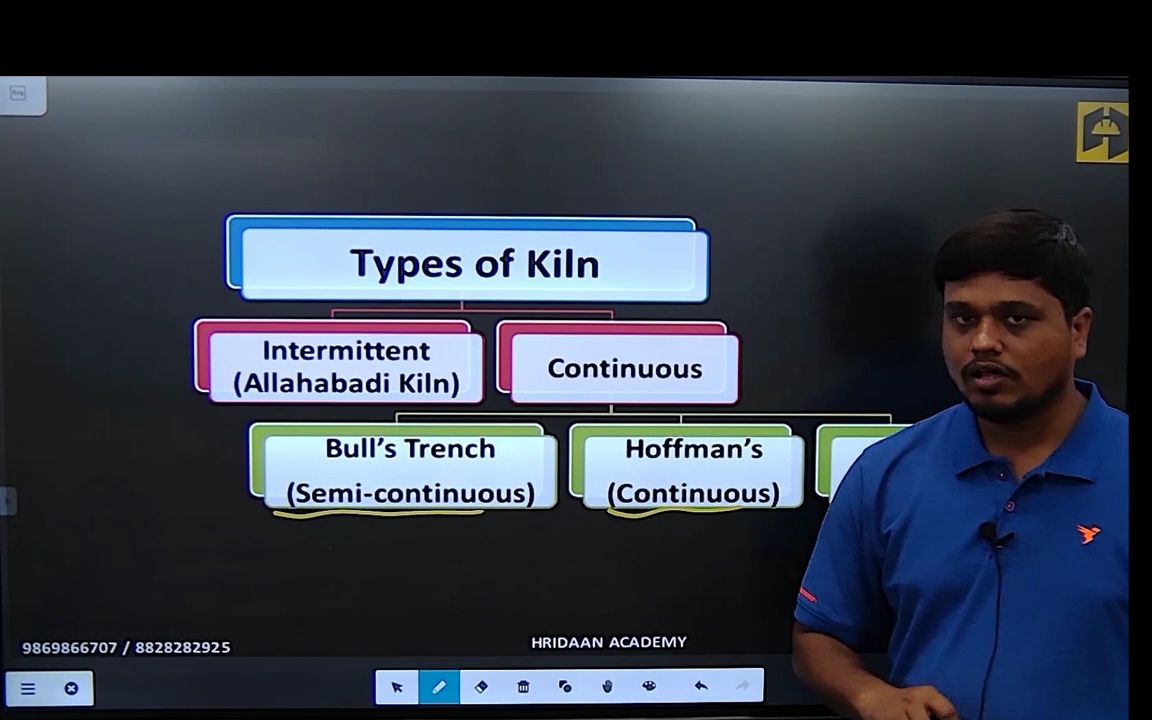 Types of Kiln
Intermittent
(Allahabadi Kiln)
Continuous
Bull’s Trench
(Semi-continuous)
Hoffman’s
(Continuous)
9869866707 / 8828282925
HRIDAAN ACADEMY